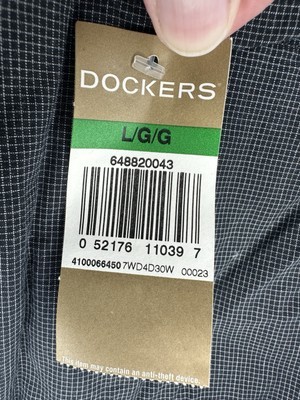 DOCKERS®
L/G/G
648820043
0 52176 11039 7
4100066450 7WD4D30W 00023
This item may contain an anti-theft device.